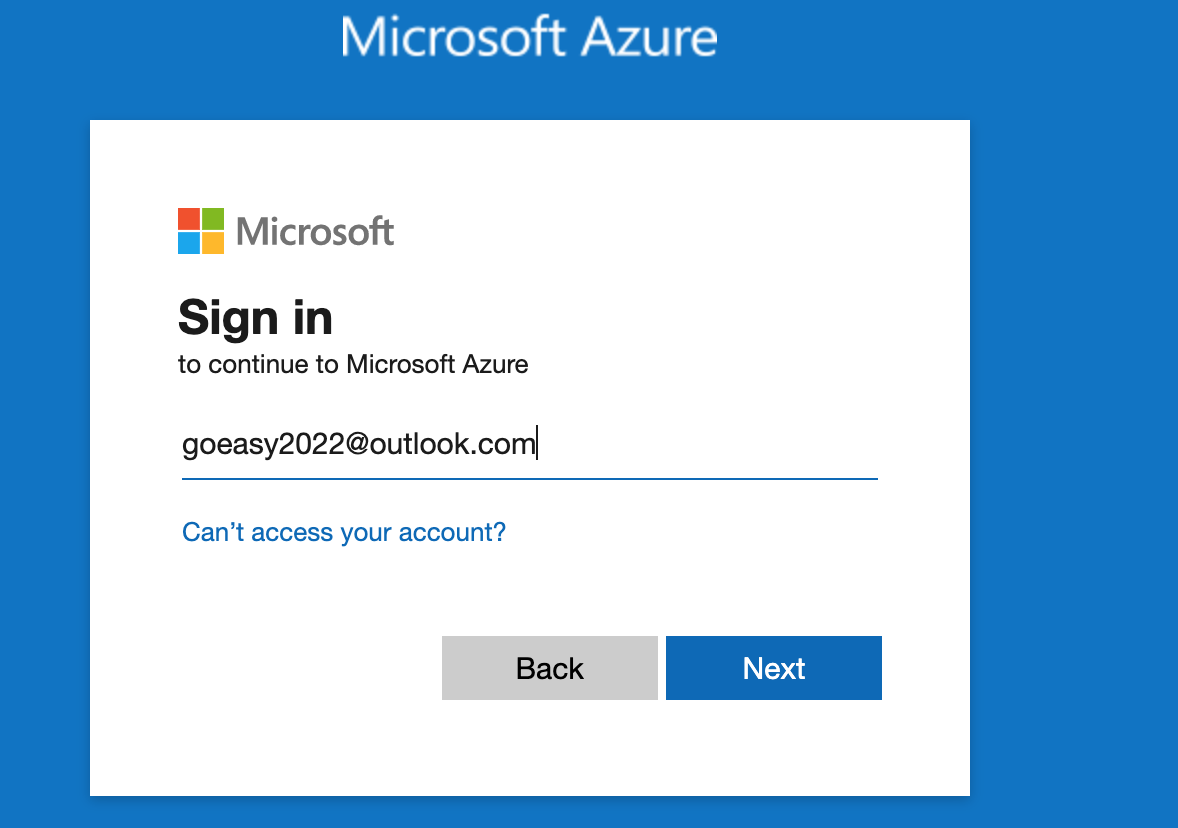 Microsoft Azure
Microsoft
Sign in
to continue to Microsoft Azure
goeasy2022@outlook.com
Can’t access your account?
Back
Next